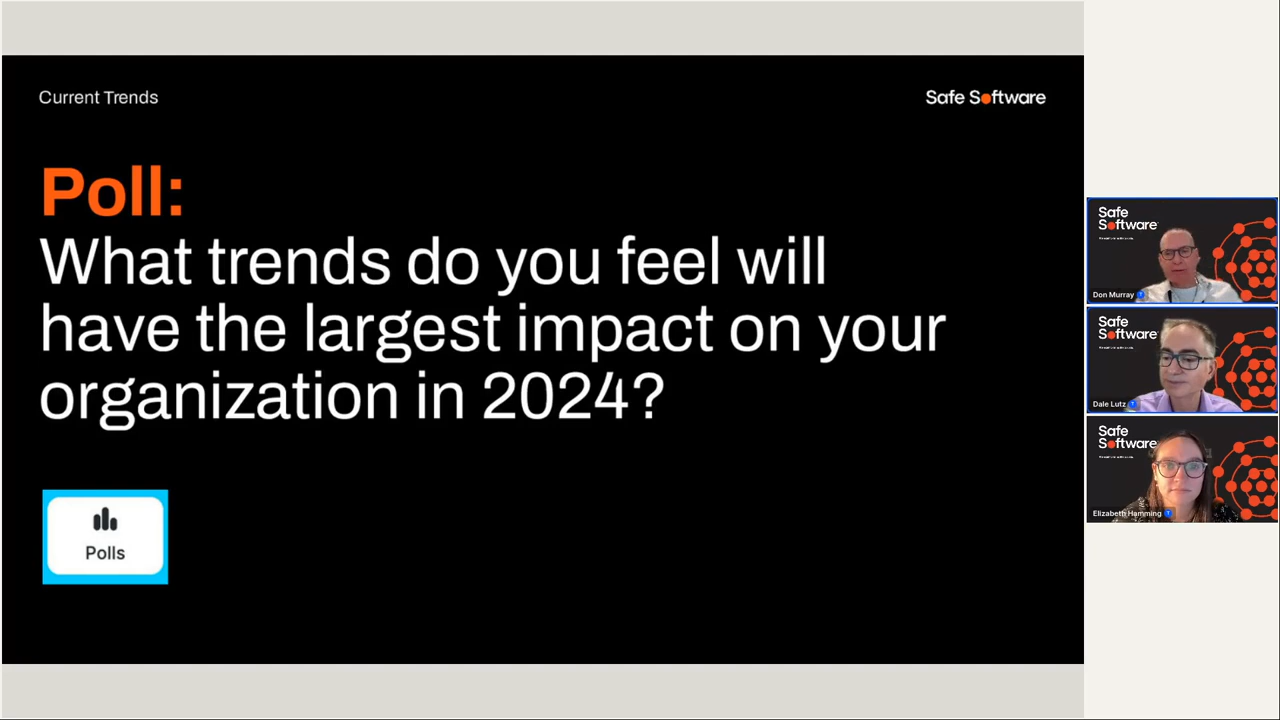 Current Trends
Safe Software
Poll:
What trends do you feel will
have the largest impact on your
organization in 2024?
Polls
Safe
Software
Don Murray
Safe
Software
Dale Lutz
Safe
Software
Elizabeth Hamming